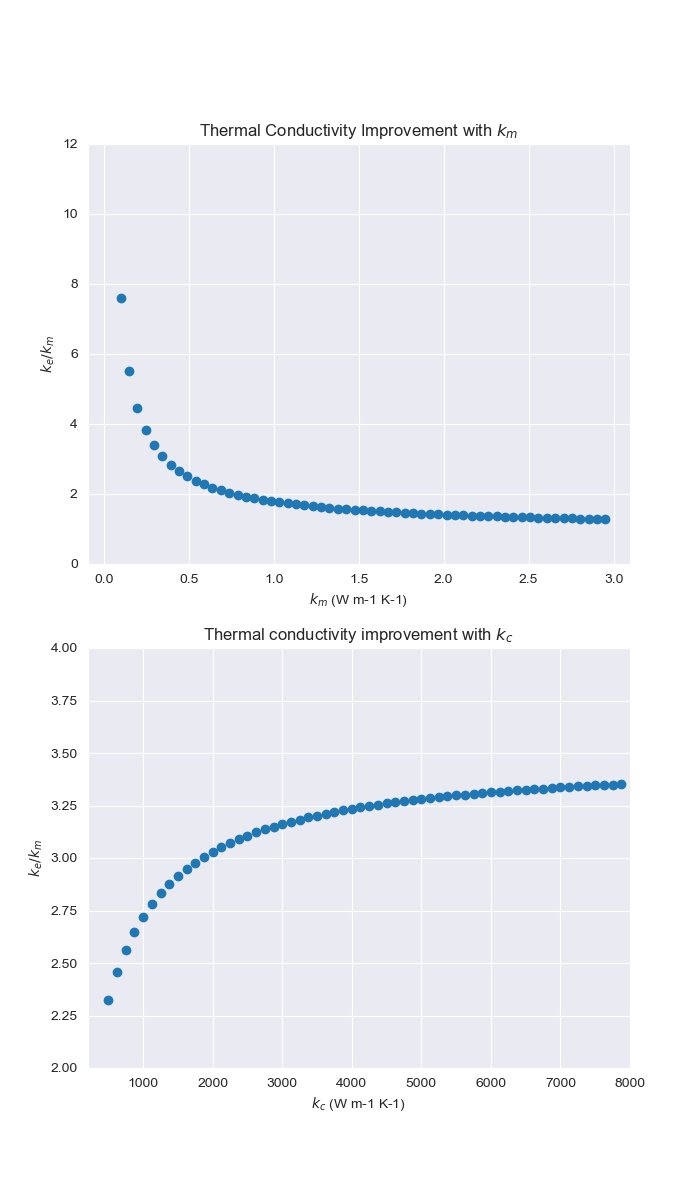 Thermal Conductivity Improvement with k_m
12
10
8
6
4
2
0
k_e/k_m
0.0 0.5 1.0 1.5 2.0 2.5 3.0
k_m (W m-1 K-1)
Thermal conductivity improvement with k_c
4.00
3.75
3.50
3.25
3.00
2.75
2.50
2.25
2.00
k_e/k_m
1000 2000 3000 4000 5000 6000 7000 8000
k_c (W m-1 K-1)